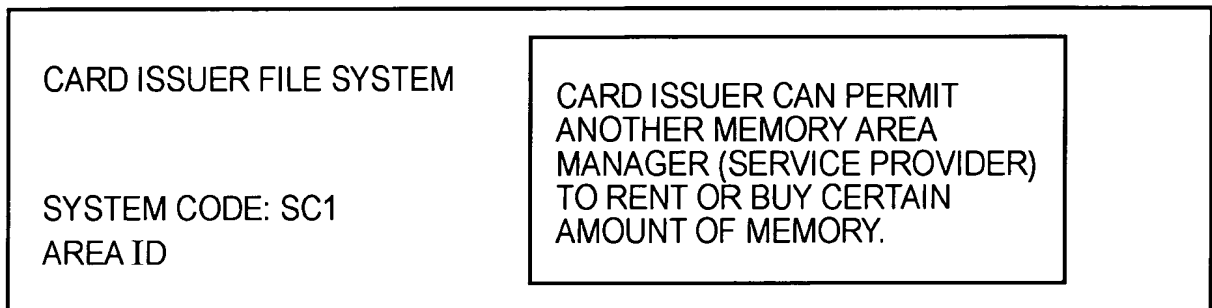 CARD ISSUER FILE SYSTEM
SYSTEM CODE: SC1
AREA ID
CARD ISSUER CAN PERMIT
ANOTHER MEMORY AREA
MANAGER (SERVICE PROVIDER)
TO RENT OR BUY CERTAIN
AMOUNT OF MEMORY.